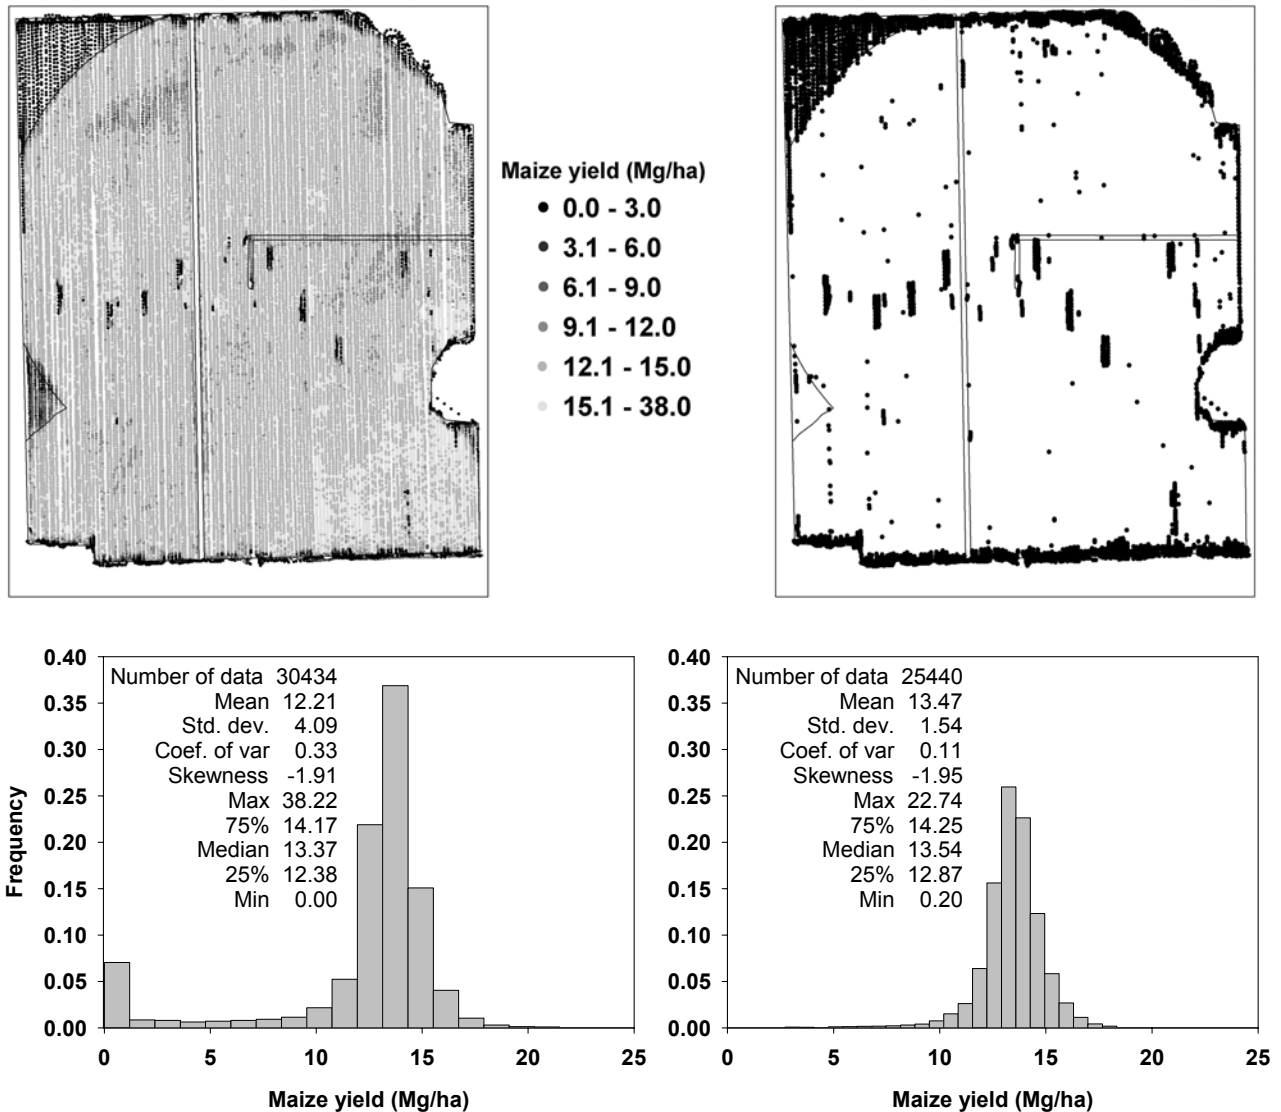 Maize yield (Mg/ha)
0.0 - 3.0
3.1 - 6.0
6.1 - 9.0
9.1 - 12.0
12.1 - 15.0
15.1 - 38.0
0.40
0.35
0.30
0.25
0.20
0.15
0.10
0.05
0.00
Frequency
Number of data 30434
Mean 12.21
Std. dev. 4.09
Coef. of var 0.33
Skewness -1.91
Max 38.22
75% 14.17
Median 13.37
25% 12.38
Min 0.00
0 5 10 15 20 25
Maize yield (Mg/ha)
0.40
0.35
0.30
0.25
0.20
0.15
0.10
0.05
0.00
Number of data 25440
Mean 13.47
Std. dev. 1.54
Coef. of var 0.11
Skewness -1.95
Max 22.74
75% 14.25
Median 13.54
25% 12.87
Min 0.20
0 5 10 15 20 25
Maize yield (Mg/ha)